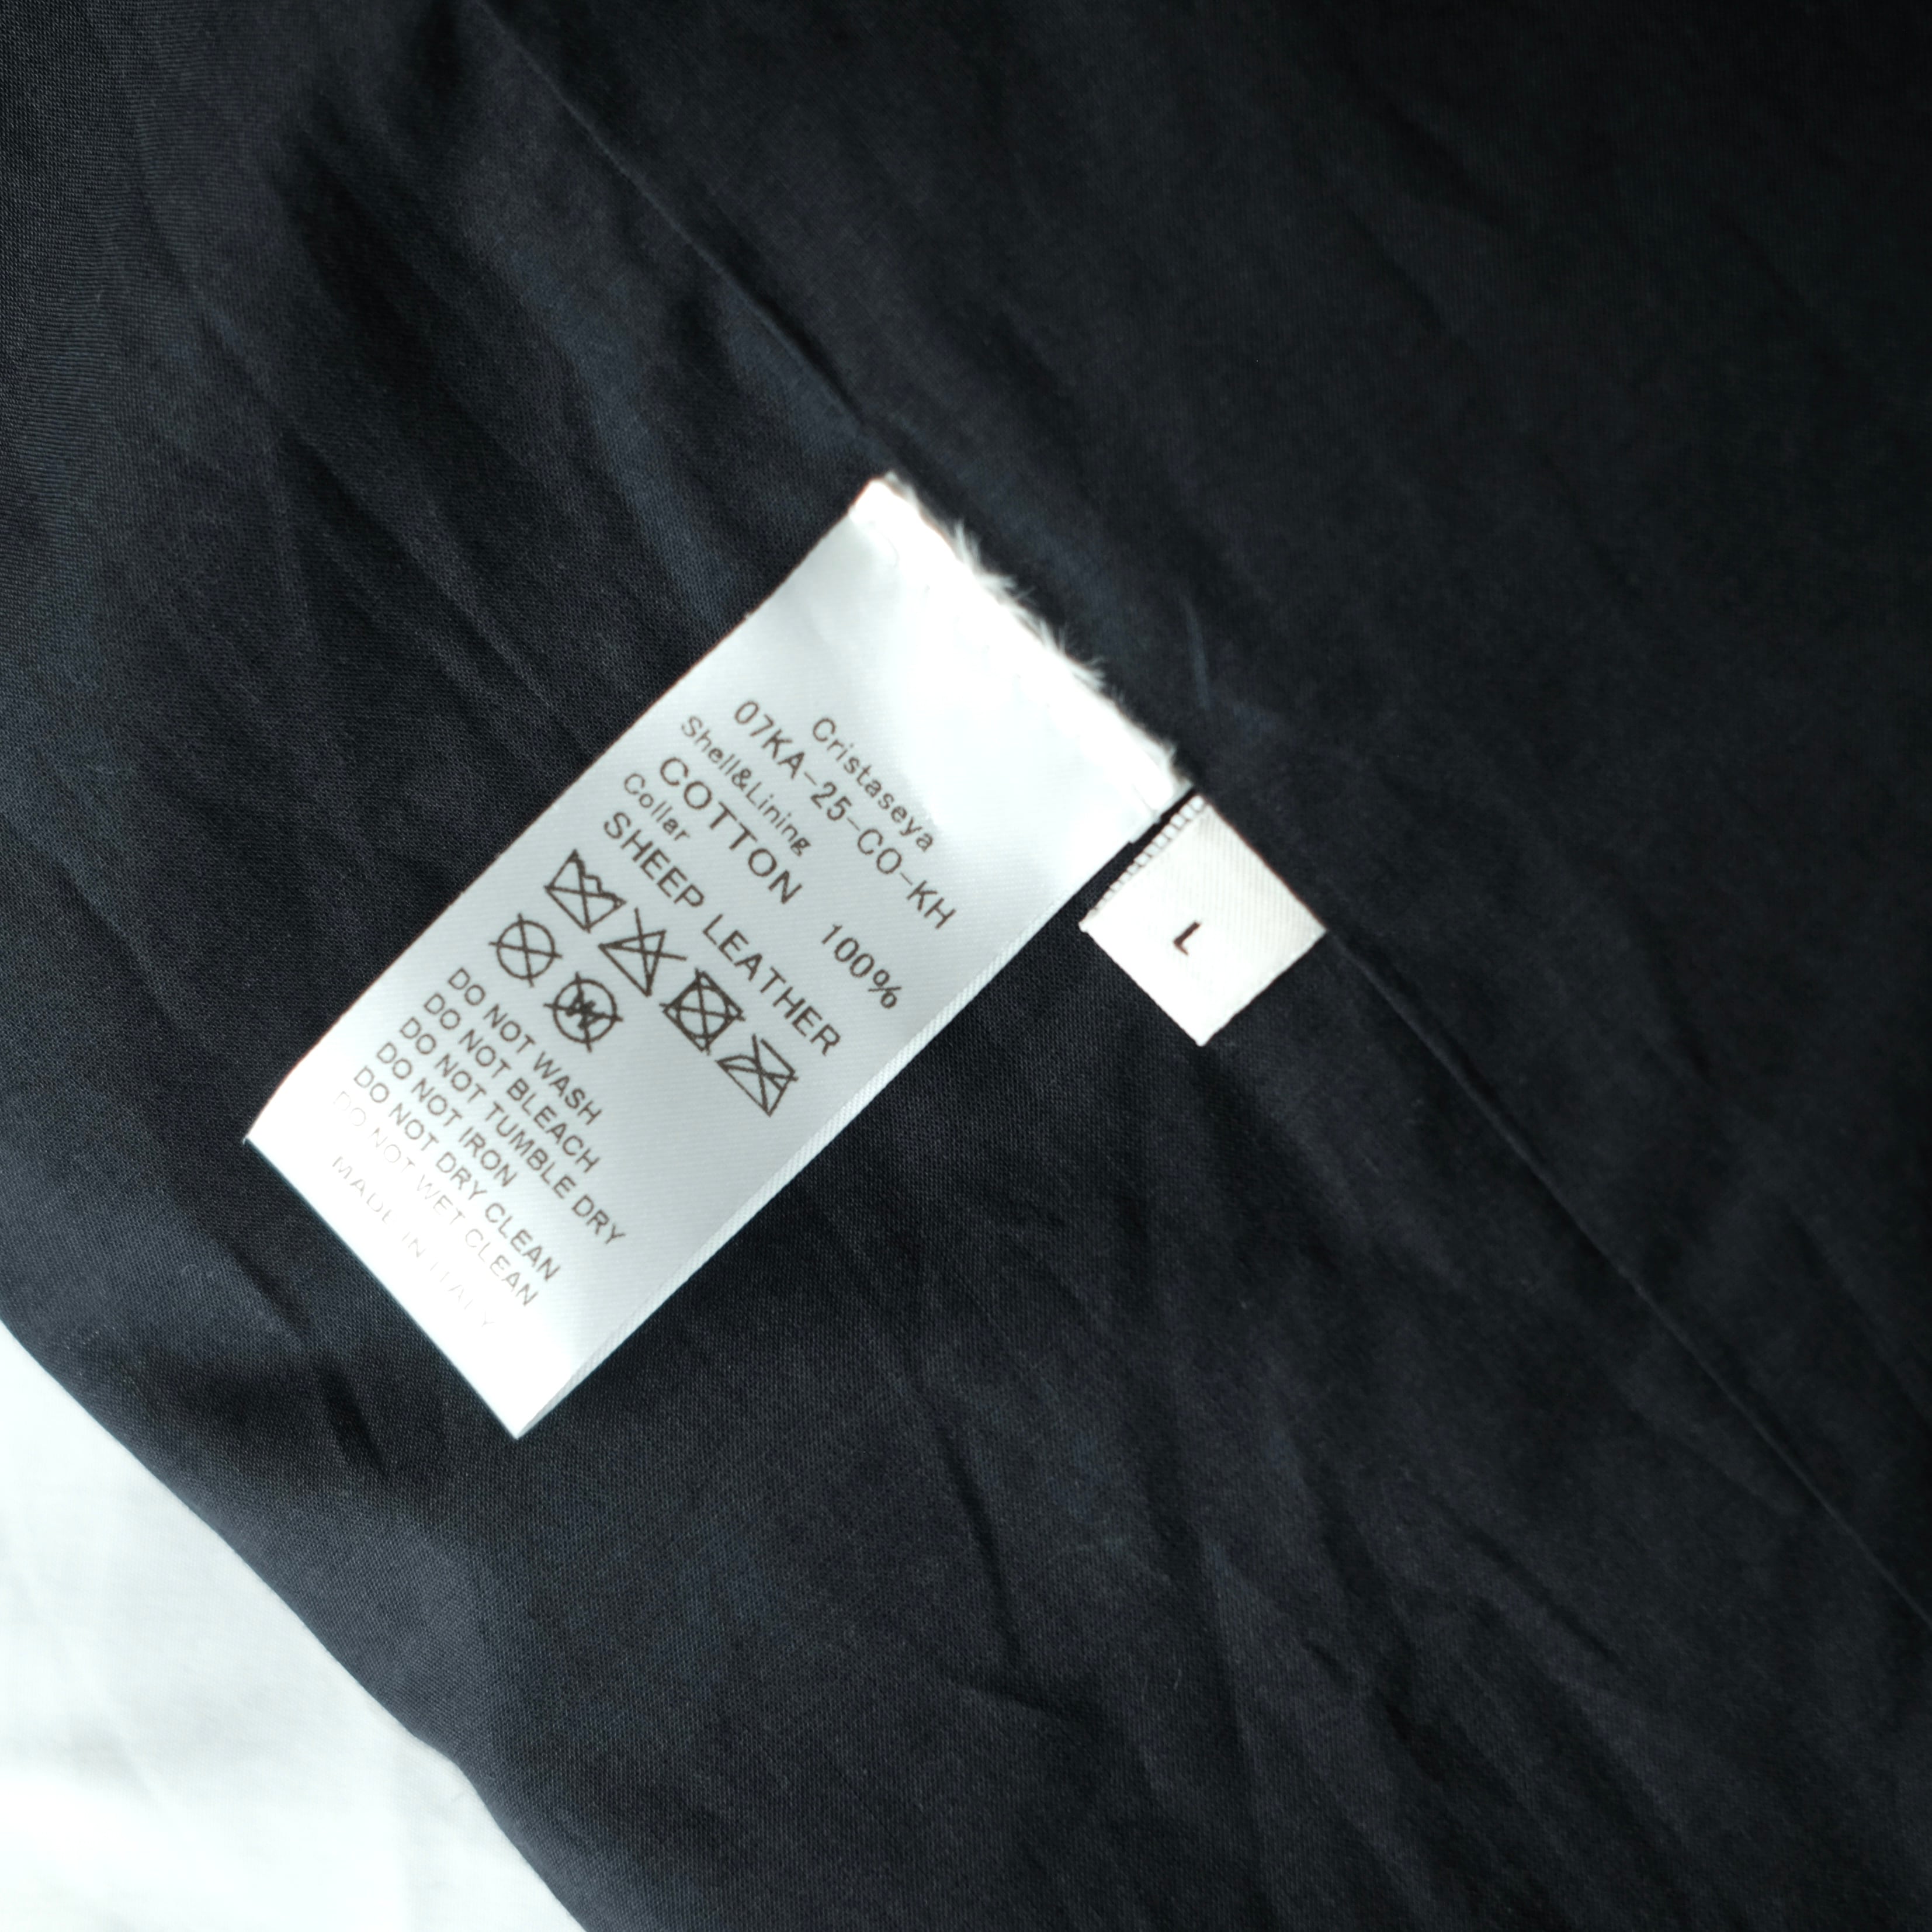 Cristaseya
07KA-25-CO-KH
Shell&Lining
COTTON 100%
Collar
SHEEP LEATHER
W
DO NOT WASH
DO NOT BLEACH
DO NOT TUMBLE DRY
DO NOT IRON
DO NOT DRY CLEAN
DO NOT WET CLEAN
MADE IN ITALY
L